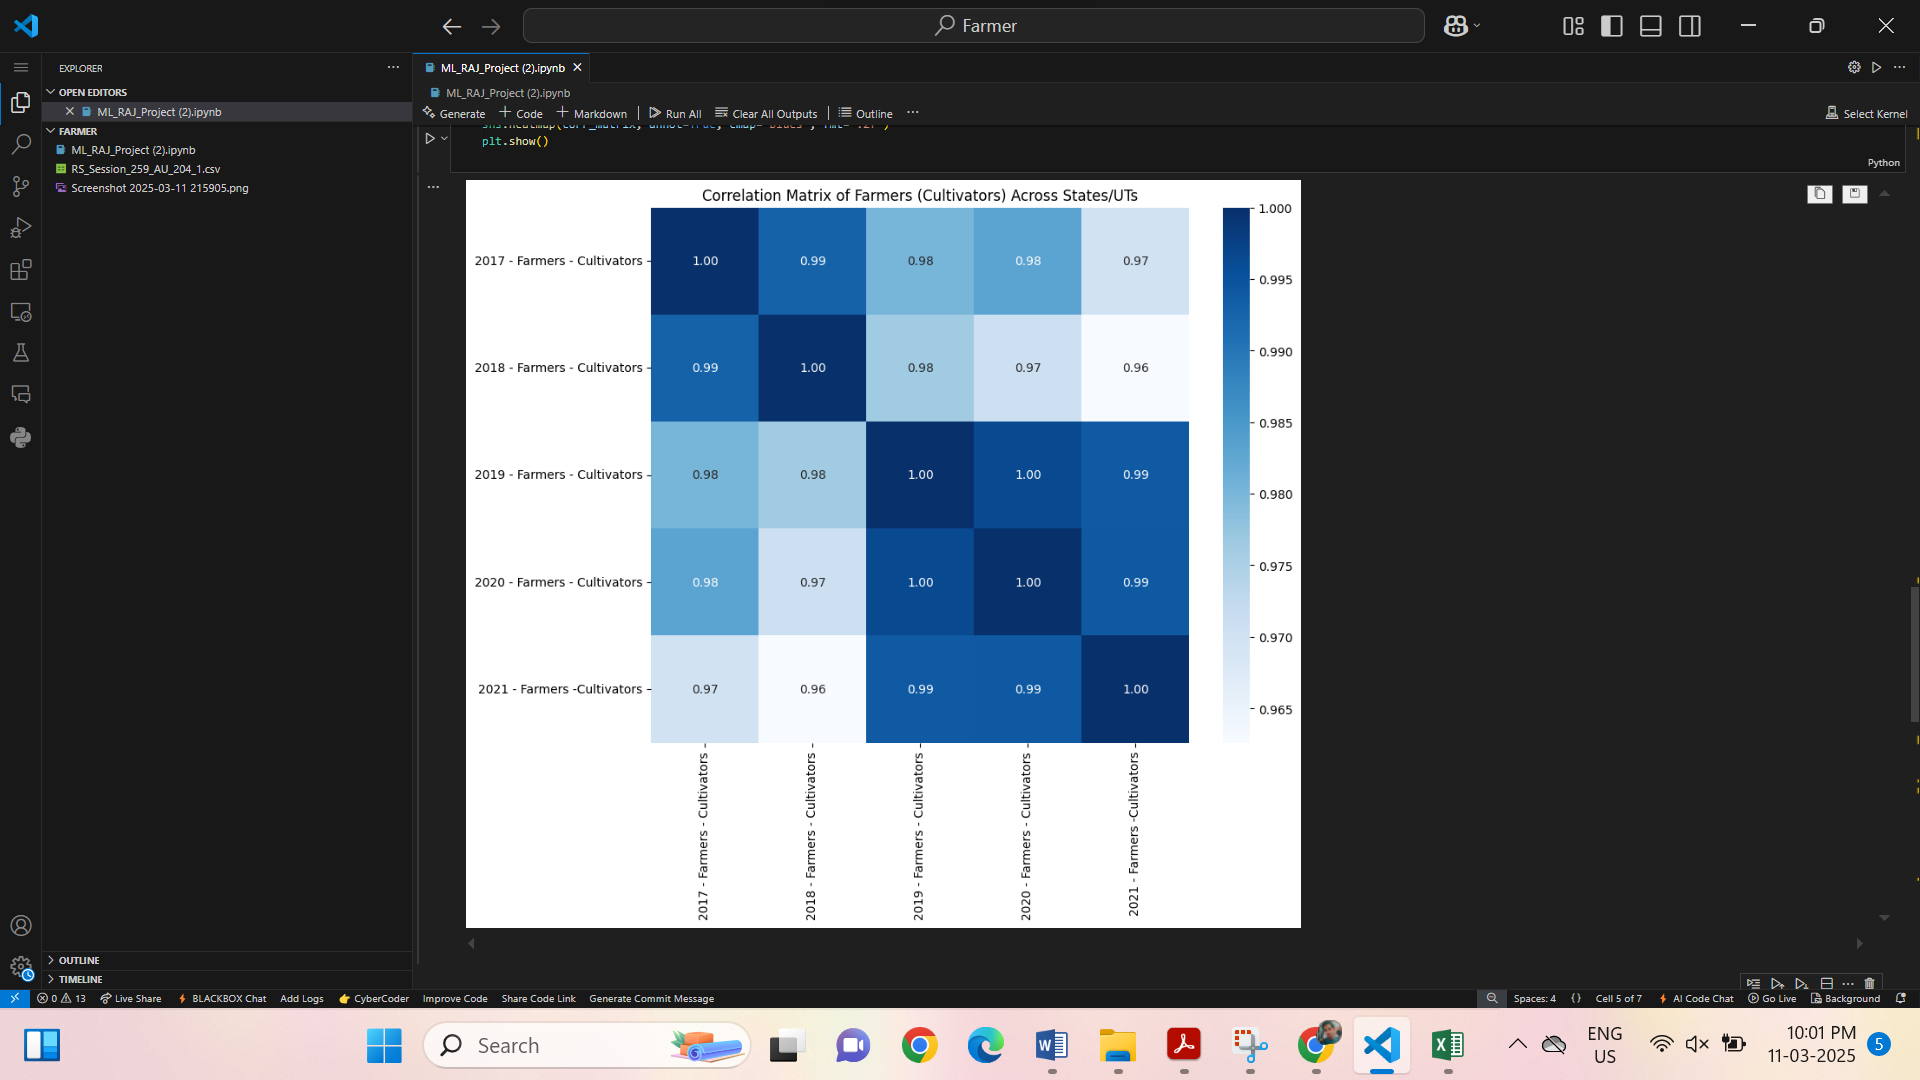 Farmer
EXPLORER
ML_RAJ_Project (2).ipynb
OPEN EDITORS
ML_RAJ_Project (2).ipynb
FARMER
ML_RAJ_Project (2).ipynb
RS_Session_259_AU_204_1.csv
Screenshot 2025-03-11 215905.png
OUTLINE
TIMELINE
ML_RAJ_Project (2).ipynb
Generate
Code
Markdown
Run All
Clear All Outputs
Outline
Select Kernel
plt.show()
Python
Correlation Matrix of Farmers (Cultivators) Across States/UTs
2017 - Farmers - Cultivators 1.00 0.99 0.98 0.98 0.97
2018 - Farmers - Cultivators 0.99 1.00 0.98 0.97 0.96
2019 - Farmers - Cultivators 0.98 0.98 1.00 1.00 0.99
2020 - Farmers - Cultivators 0.98 0.97 1.00 1.00 0.99
2021 - Farmers -Cultivators 0.97 0.96 0.99 0.99 1.00
2017 - Farmers - Cultivators
2018 - Farmers - Cultivators
2019 - Farmers - Cultivators
2020 - Farmers - Cultivators
2021 - Farmers -Cultivators
1.000
0.995
0.990
0.985
0.980
0.975
0.970
0.965
0 13 Live Share BLACKBOX Chat Add Logs CyberCoder Improve Code Share Code Link Generate Commit Message
Spaces: 4 {} Cell 5 of 7 AI Code Chat Go Live Background
Search
ENG
US
10:01 PM
11-03-2025
5